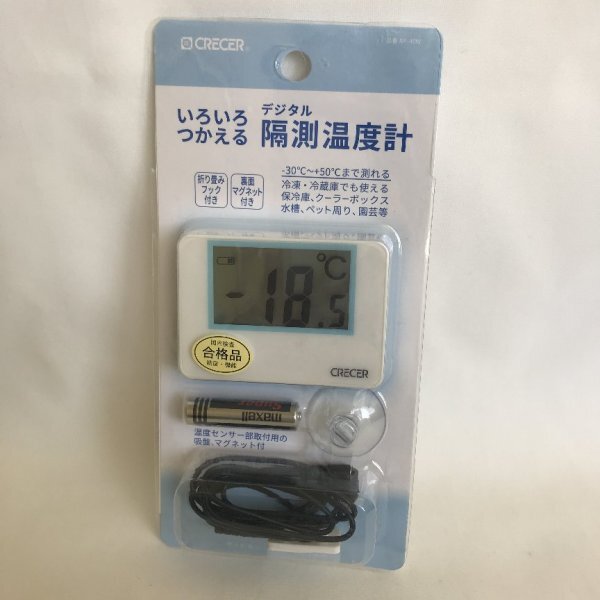 CRECER
いろいろ
つかえる
デジタル
隔測温度計
-30℃~+50℃まで測れる
冷凍・冷蔵庫でも使える
保冷庫、クーラーボックス
水槽、ペット周り、園芸等
折り畳み
フック
付き
裏面
マグネット
付き
℃
-18.5
合格品
CRECER
maxell
温度センサー部取付用の
吸盤、マグネット付